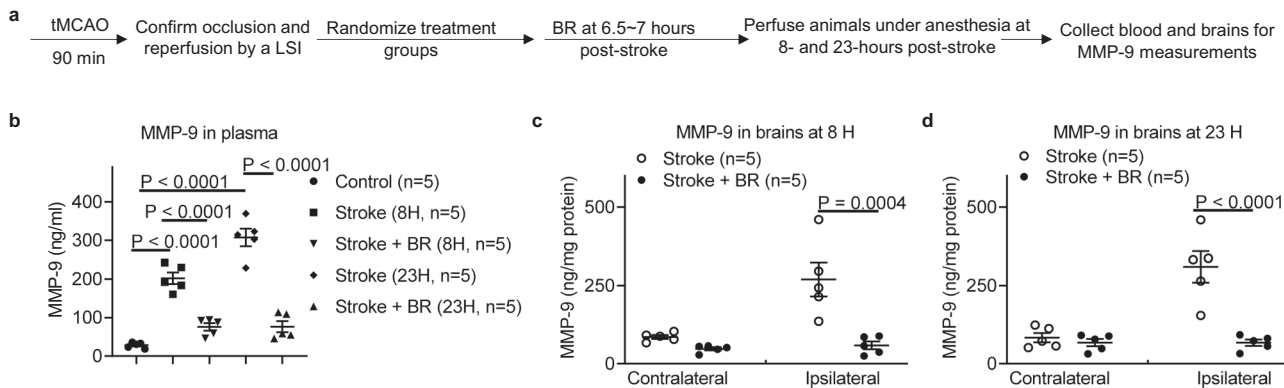 a
tMCAO
90 min
Confirm occlusion and
reperfusion by a LSI
Randomize treatment
groups
BR at 6.5~7 hours
post-stroke
Perfuse animals under anesthesia at
8- and 23-hours post-stroke
Collect blood and brains for
MMP-9 measurements
b
MMP-9 in plasma
MMP-9 (ng/ml)
400
300
200
100
0
P < 0.0001
P < 0.0001
P < 0.0001
P < 0.0001
Control (n=5)
Stroke (8H, n=5)
Stroke + BR (8H, n=5)
Stroke (23H, n=5)
Stroke + BR (23H, n=5)
c
MMP-9 in brains at 8 H
Stroke (n=5)
Stroke + BR (n=5)
MMP-9 (ng/mg protein)
500
250
0
P = 0.0004
Contralateral
Ipsilateral
d
MMP-9 in brains at 23 H
Stroke (n=5)
Stroke + BR (n=5)
MMP-9 (ng/mg protein)
500
250
0
P < 0.0001
Contralateral
Ipsilateral